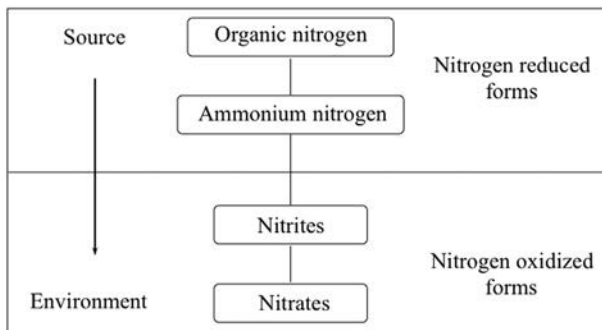 Source
Organic nitrogen
Nitrogen reduced
forms
Ammonium nitrogen
Nitrites
Nitrogen oxidized
forms
Environment
Nitrates